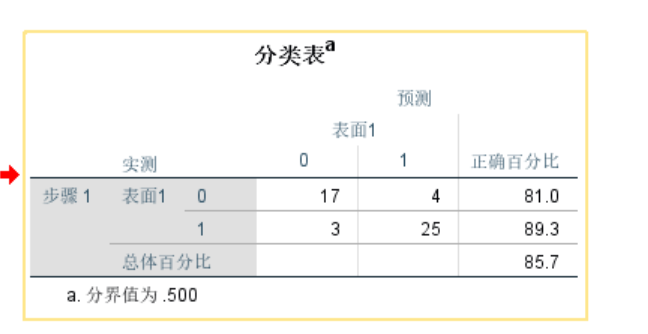 分类表a
预测
表面1
实测 0 1 正确百分比
步骤 1 表面1 0 17 4 81.0
1 3 25 89.3
总体百分比 85.7
a. 分界值为 .500